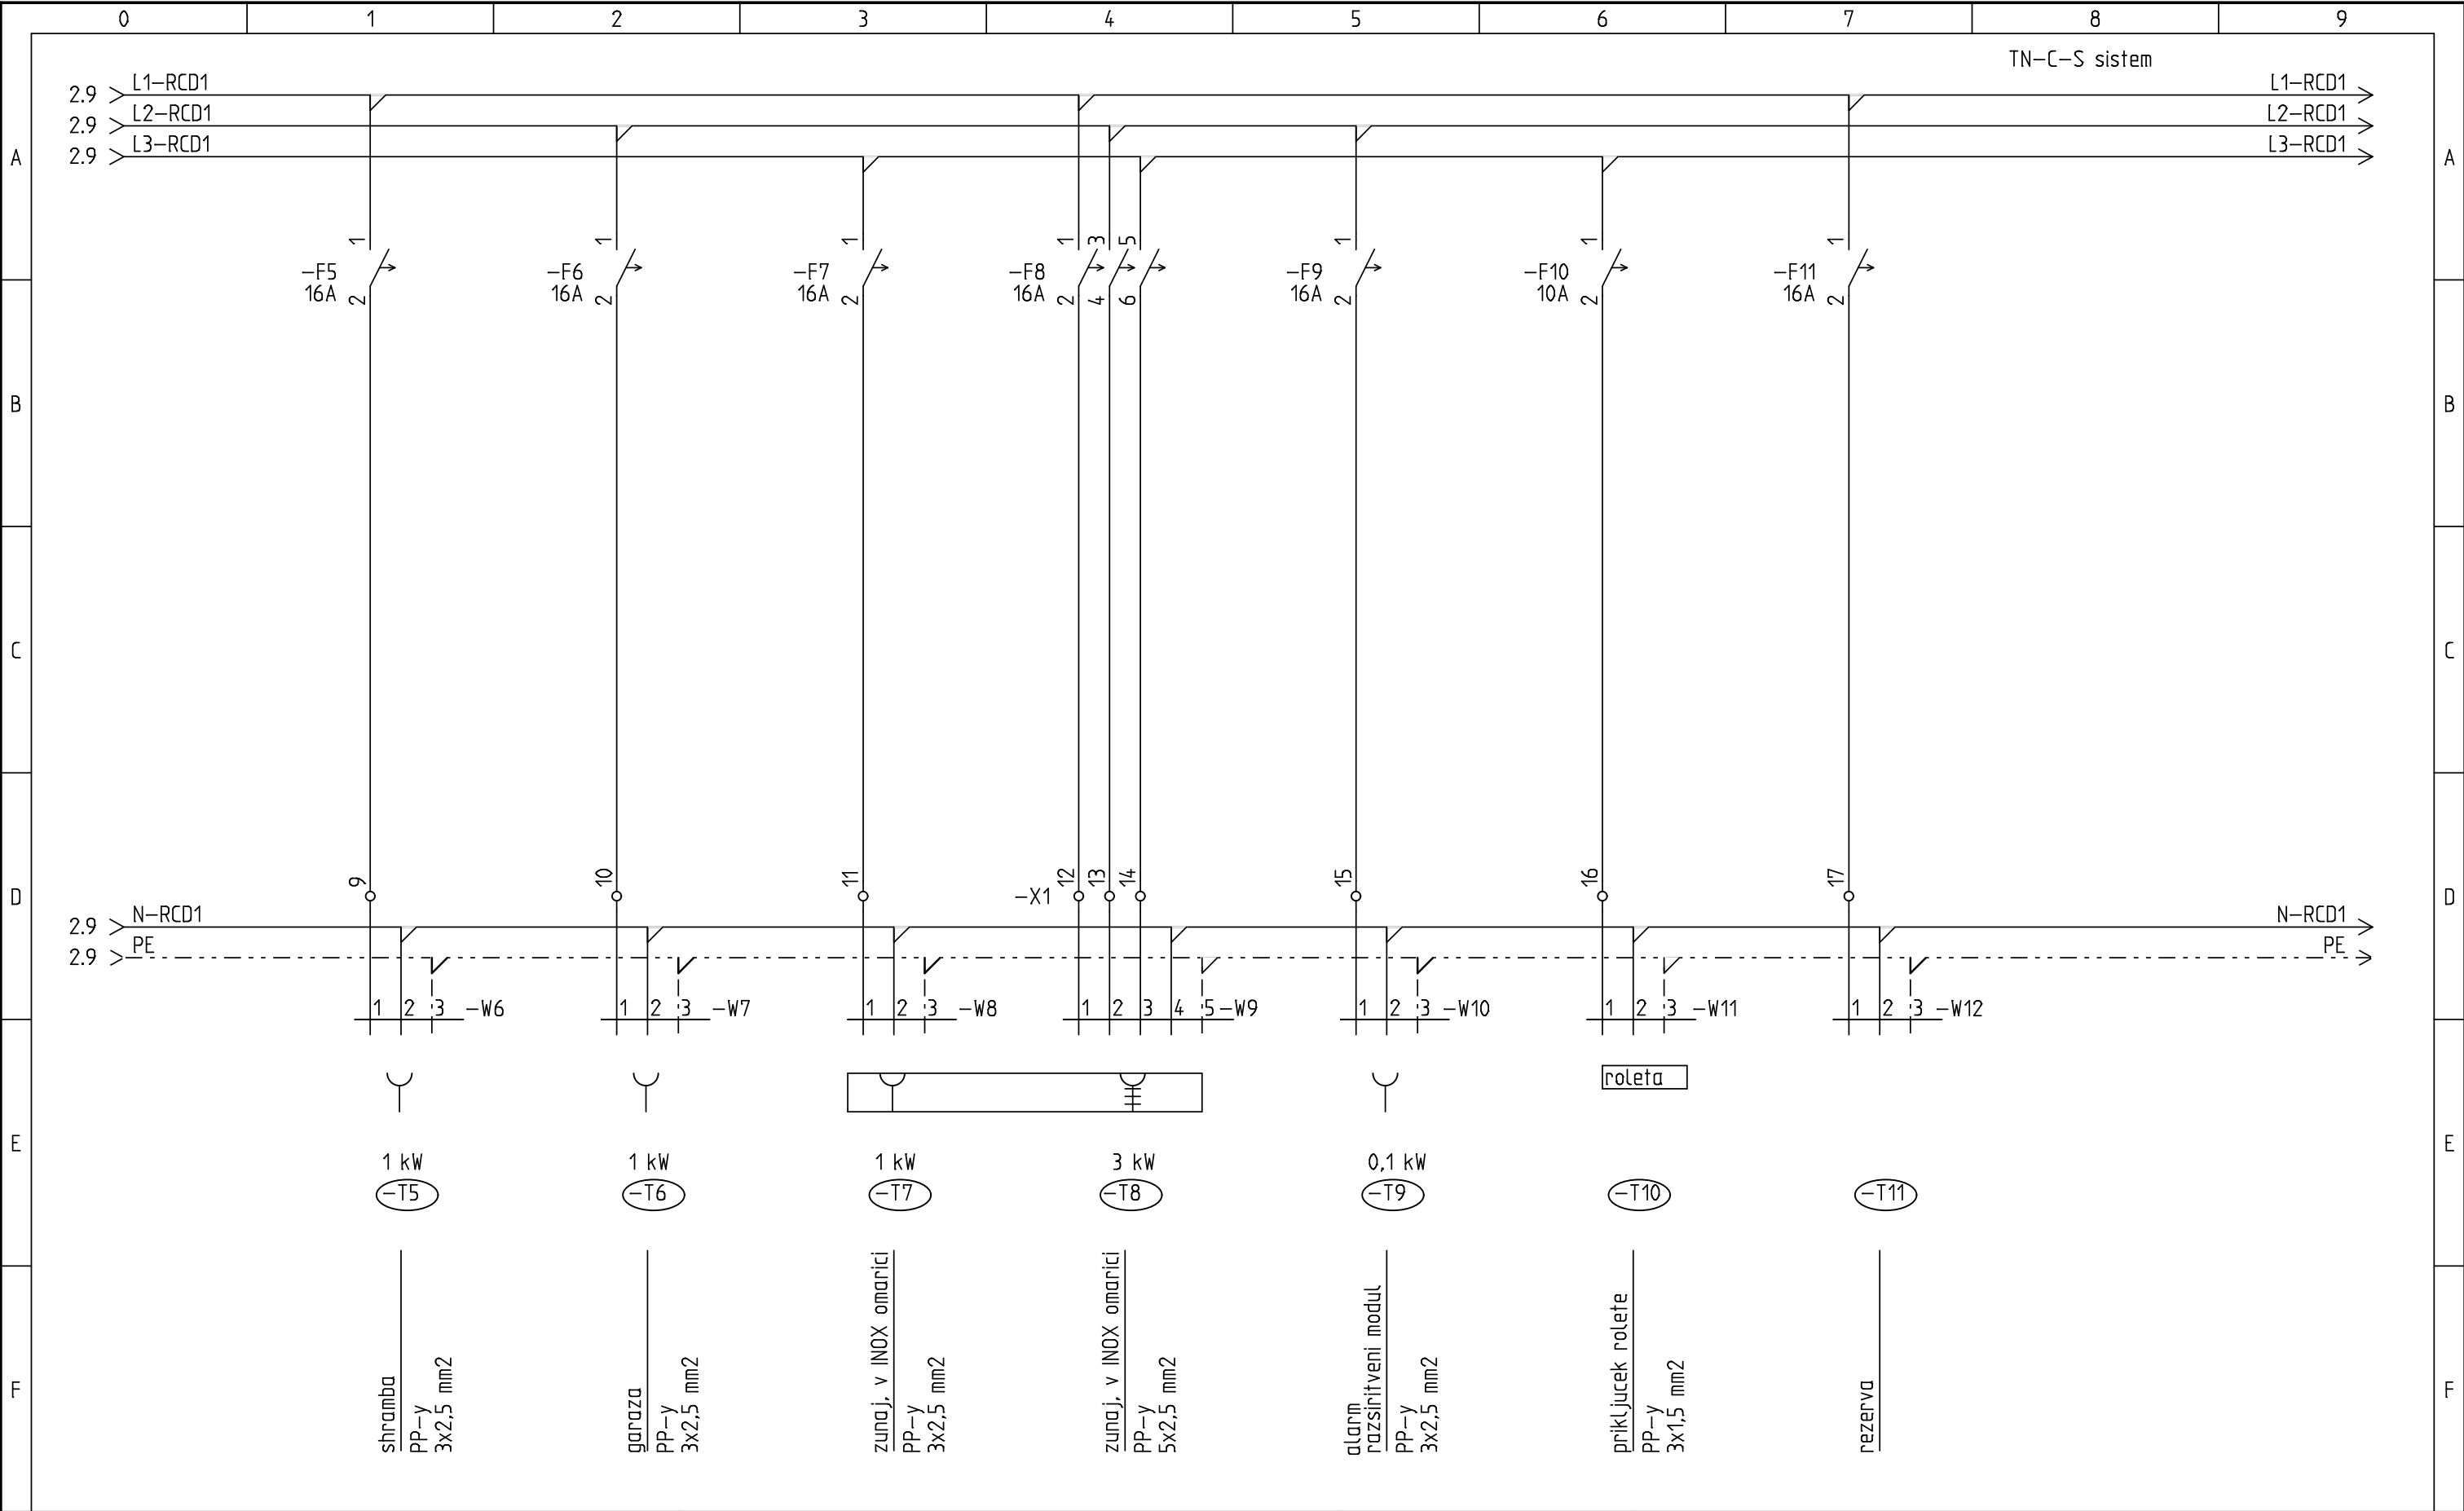 0 1 2 3 4 5 6 7 8 9
TN-C-S sistem
2.9 L1-RCD1 L1-RCD1
2.9 L2-RCD1 L2-RCD1
2.9 L3-RCD1 L3-RCD1
A A
1 1 1 1 3 5 1 1 1
-F5 -F6 -F7 -F8 -F9 -F10 -F11
16A 16A 16A 16A 16A 10A 16A
2 2 2 2 4 6 2 2 2
B B
C C
9 10 11 12 13 14 15 16 17
-X1
D D
2.9 N-RCD1 N-RCD1
2.9 PE PE
1 2 3 -W6 1 2 3 -W7 1 2 3 -W8 1 2 3 4 5 -W9 1 2 3 -W10 1 2 3 -W11 1 2 3 -W12
roleta
E E
1 kW 1 kW 1 kW 3 kW 0,1 kW
-T5 -T6 -T7 -T8 -T9 -T10 -T11
F F
shramba
PP-y
3x2,5 mm2
garaza
PP-y
3x2,5 mm2
zunaj, v INOX omarici
PP-y
3x2,5 mm2
zunaj, v INOX omarici
PP-y
5x2,5 mm2
alarm
razsiritveni modul
PP-y
3x2,5 mm2
prikljucek rolete
PP-y
3x1,5 mm2
rezerva